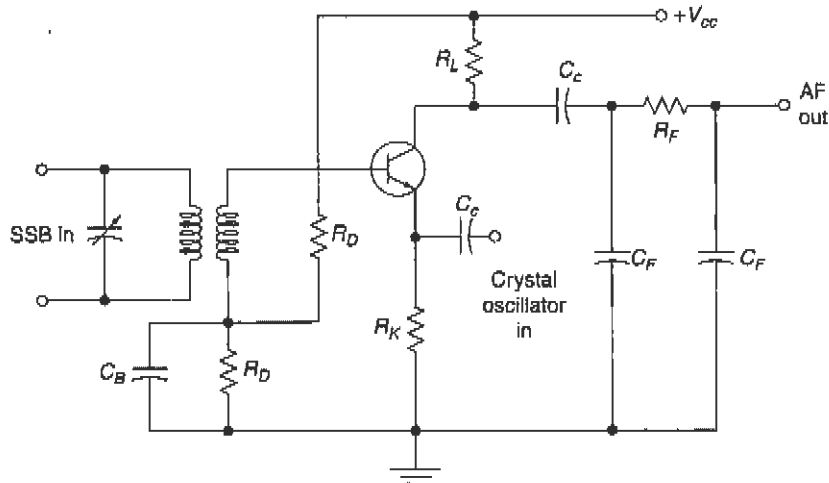 +Vcc
RL
Cc
AF
out
RF
SSB in
RD
Cc
CF
CF
Crystal
oscillator
in
RK
CB
RD